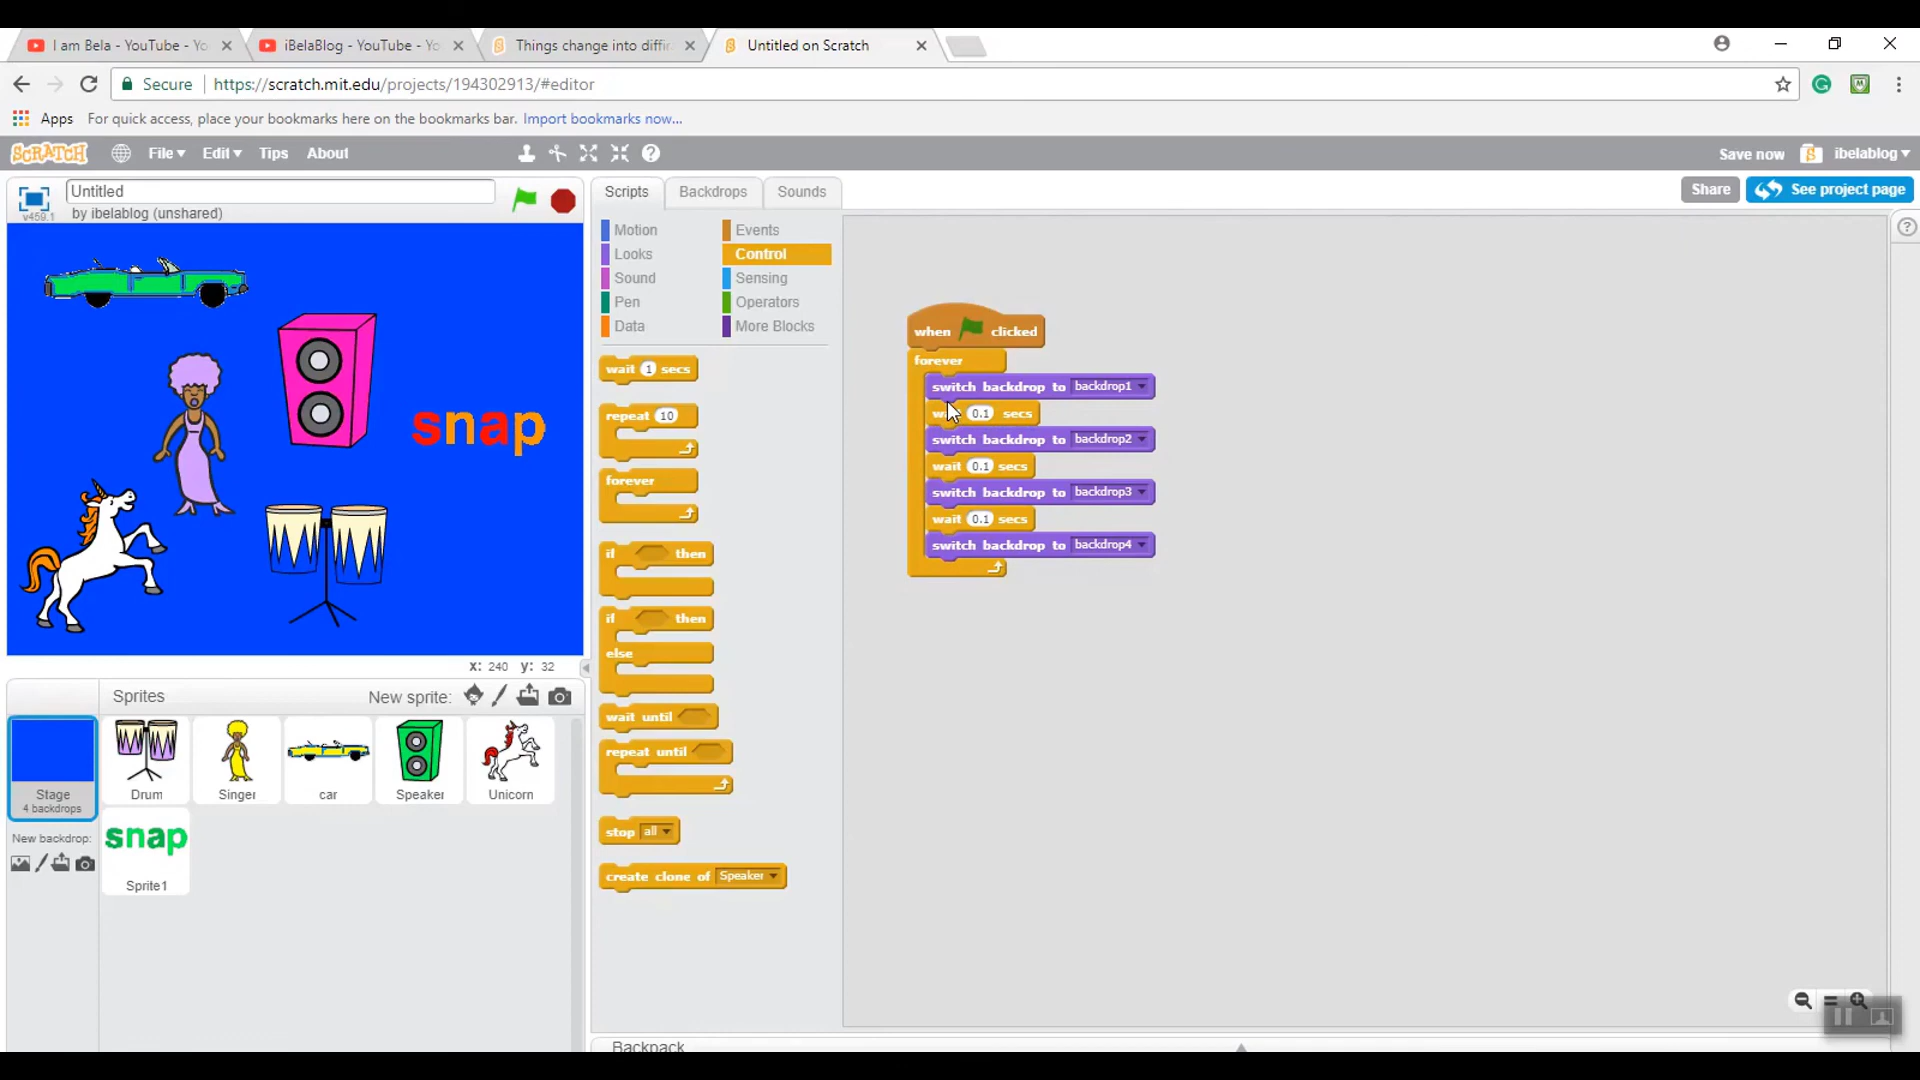 I am Bela - YouTube - Yo
iBelaBlog - YouTube - Yo
Things change into diffir
Untitled on Scratch
Secure
https://scratch.mit.edu/projects/194302913/#editor
Apps
For quick access, place your bookmarks here on the bookmarks bar. Import bookmarks now...
SCRATCH
File
Edit
Tips
About
Save now
ibelablog
Untitled
by ibelablog (unshared)
v459.1
Scripts
Backdrops
Sounds
Share
See project page
Motion
Events
Looks
Control
Sound
Sensing
Pen
Operators
Data
More Blocks
wait 1 secs
repeat 10
forever
if then
if then
else
wait until
repeat until
stop all
create clone of Speaker
when clicked
forever
switch backdrop to backdrop1
0.1 secs
switch backdrop to backdrop2
wait 0.1 secs
switch backdrop to backdrop3
wait 0.1 secs
switch backdrop to backdrop4
snap
x: 240 y: 32
Sprites
New sprite:
Stage
4 backdrops
New backdrop:
Drum
Singer
car
Speaker
Unicorn
snap
Sprite1
Backpack